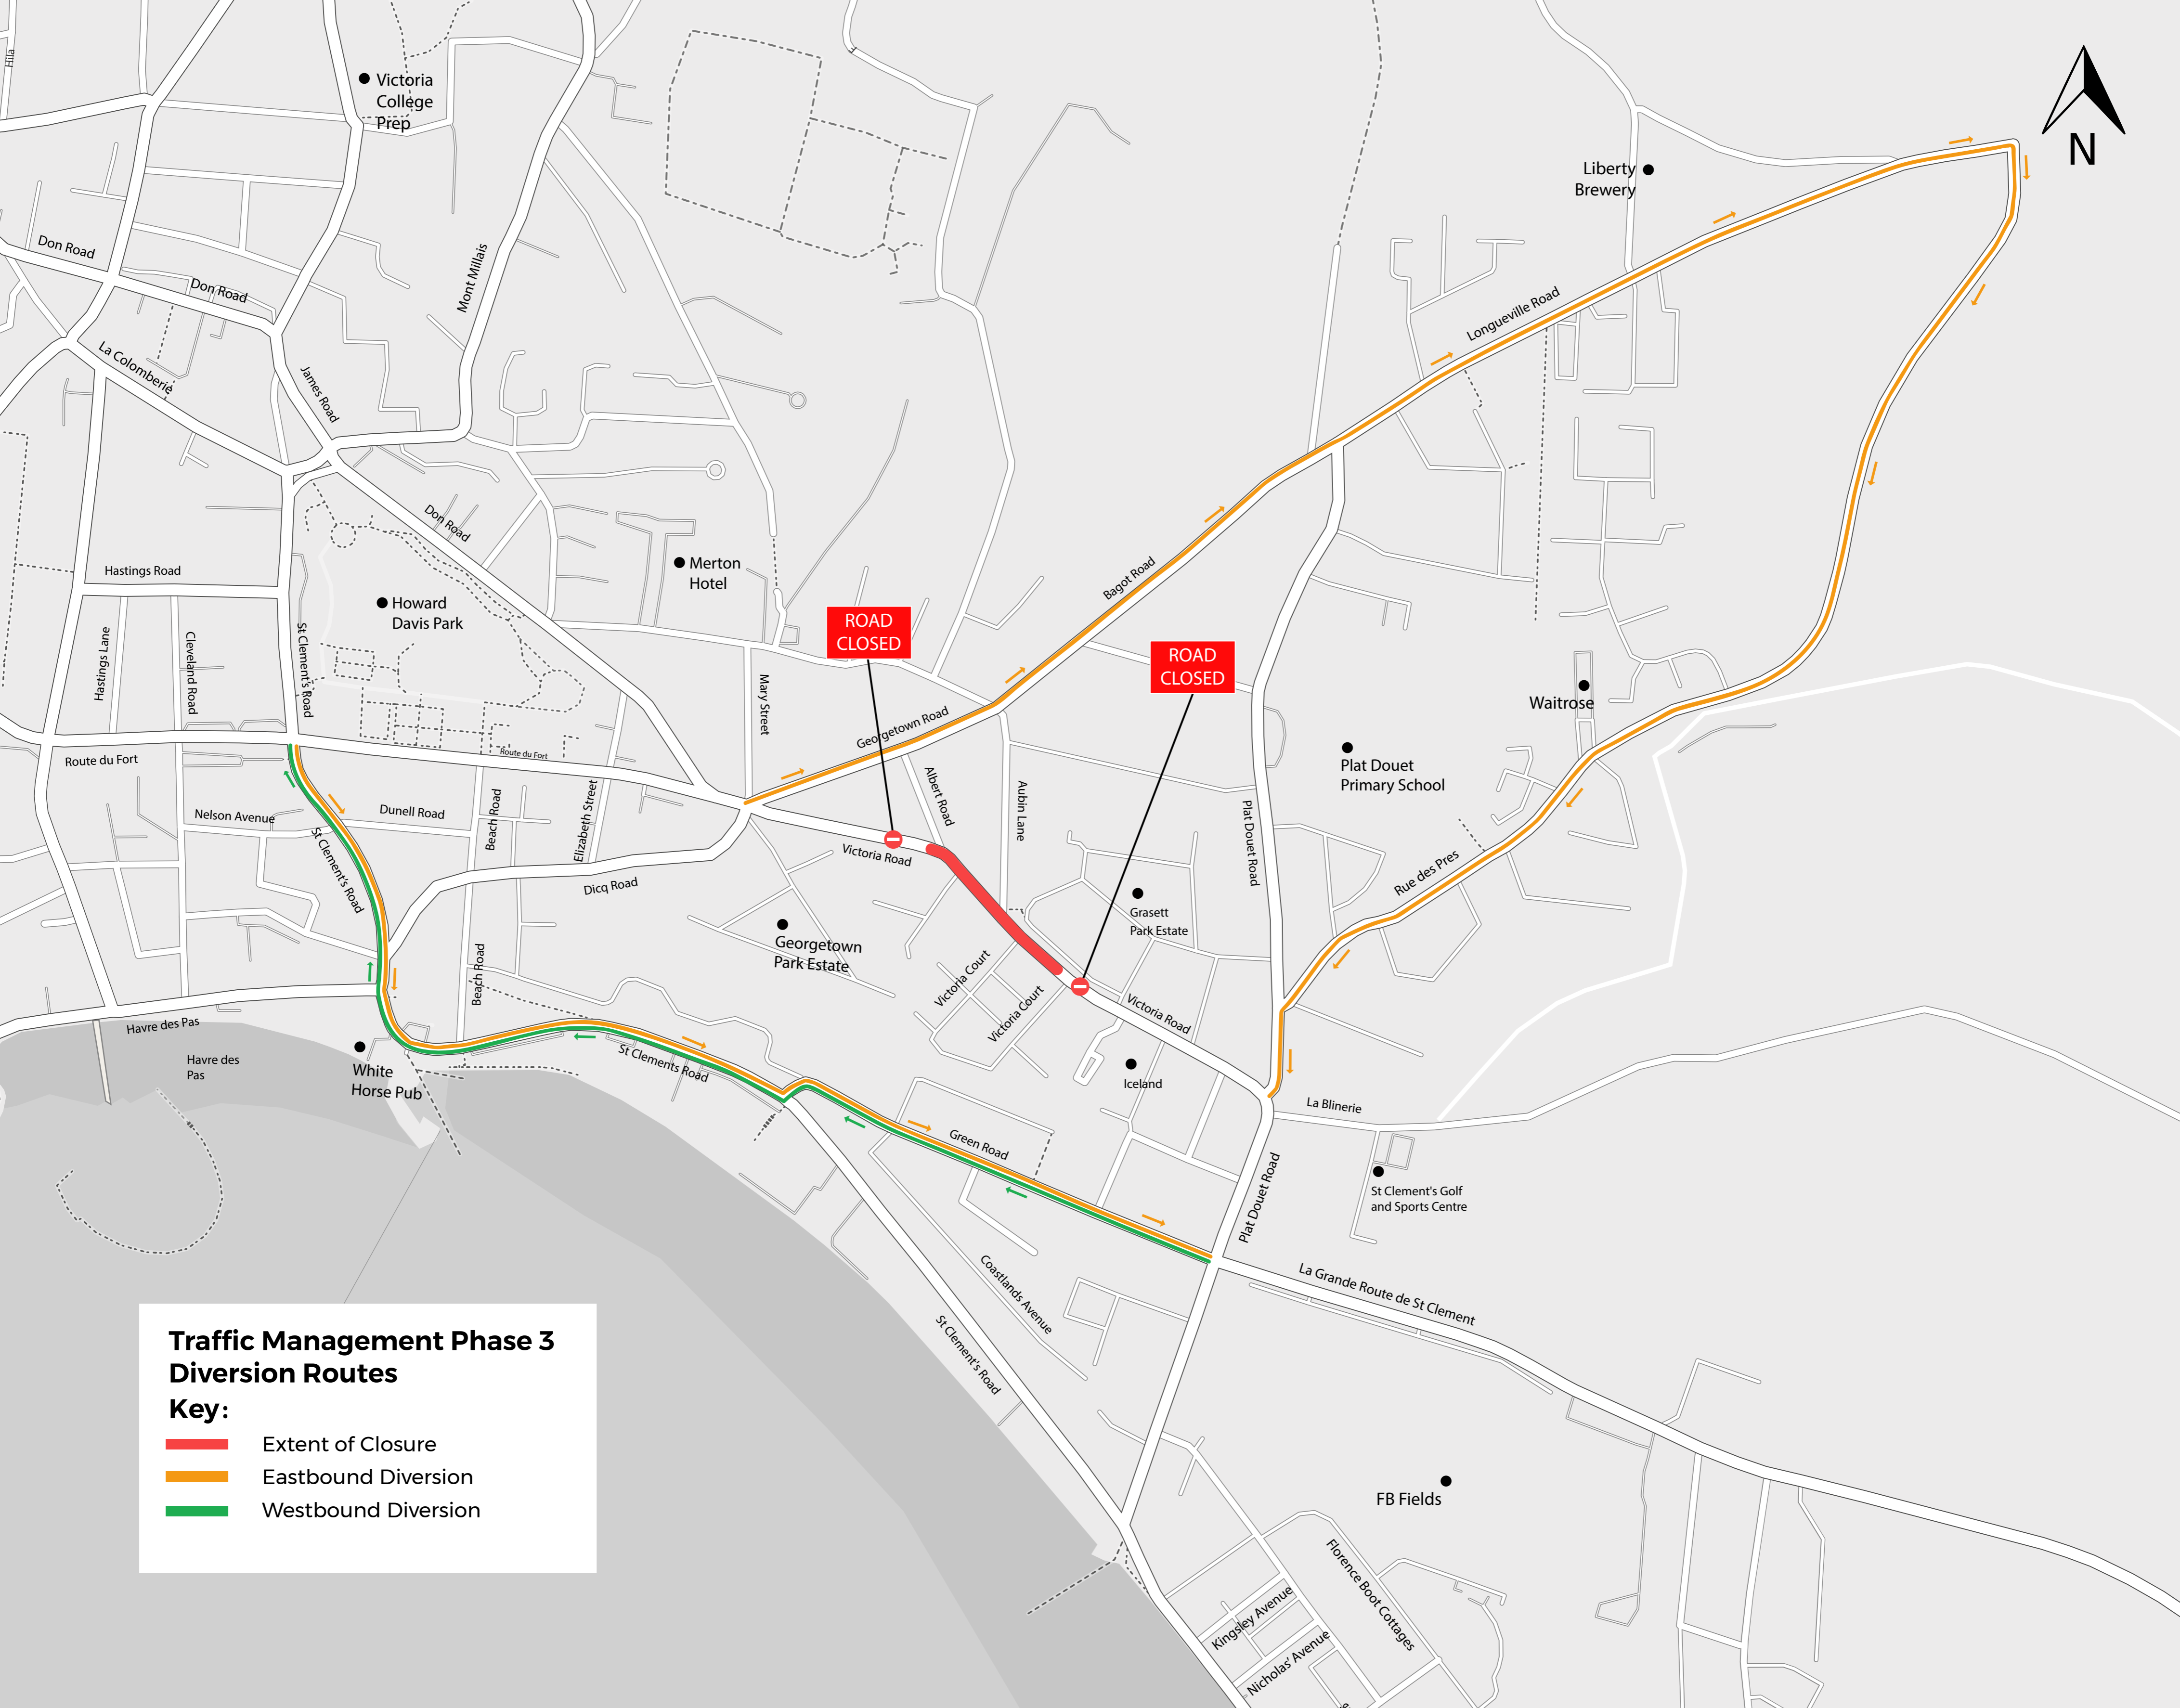 Hila
Victoria
College
Prep
N
Liberty
Brewery
Don Road
Don Road
Mont Millais
Longueville Road
La Colomberie
James Road
Don Road
Merton
Hotel
Hastings Road
Howard
Davis Park
Bagot Road
ROAD
CLOSED
ROAD
CLOSED
Hastings Lane
Cleveland Road
St Clement's Road
Mary Street
Georgetown Road
Waitrose
Route du Fort
Route du Fort
Plat Douet
Primary School
Albert Road
Aubin Lane
Plat Douet Road
Nelson Avenue
Dunell Road
Beach Road
Elizabeth Street
Victoria Road
St Clement's Road
Dicq Road
Rue des Pres
Grasett
Park Estate
Georgetown
Park Estate
Beach Road
Victoria Court
Victoria Court
Victoria Road
Havre des Pas
Havre des
Pas
White
Horse Pub
St Clements Road
Iceland
La Blinerie
Green Road
Plat Douet Road
St Clement's Golf
and Sports Centre
Coastlands Avenue
La Grande Route de St Clement
St Clement's Road
FB Fields
Florence Boot Cottages
Kingsley Avenue
Nicholas' Avenue
Traffic Management Phase 3
Diversion Routes
Key:
Extent of Closure
Eastbound Diversion
Westbound Diversion